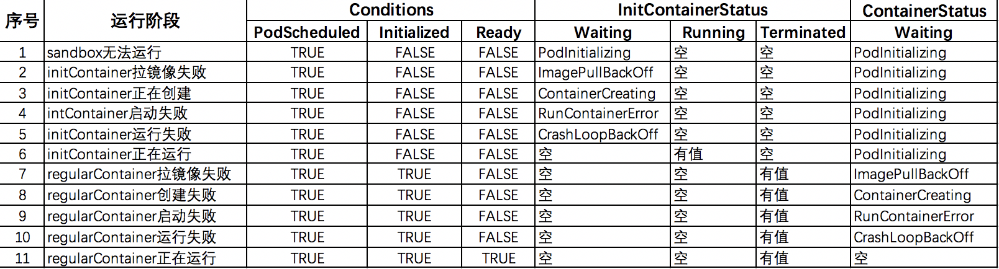 序号 运行阶段 Conditions InitContainerStatus ContainerStatus
PodScheduled Initialized Ready Waiting Running Terminated Waiting
1 sandbox无法运行 TRUE FALSE FALSE PodInitializing 空 空 PodInitializing
2 initContainer拉镜像失败 TRUE FALSE FALSE ImagePullBackOff 空 空 PodInitializing
3 initContainer正在创建 TRUE FALSE FALSE ContainerCreating 空 空 PodInitializing
4 intContainer启动失败 TRUE FALSE FALSE RunContainerError 空 空 PodInitializing
5 initContainer运行失败 TRUE FALSE FALSE CrashLoopBackOff 空 空 PodInitializing
6 initContainer正在运行 TRUE FALSE FALSE 空 有值 空 PodInitializing
7 regularContainer拉镜像失败 TRUE TRUE FALSE 空 空 有值 ImagePullBackOff
8 regularContainer创建失败 TRUE TRUE FALSE 空 空 有值 ContainerCreating
9 regularContainer启动失败 TRUE TRUE FALSE 空 空 有值 RunContainerError
10 regularContainer运行失败 TRUE TRUE FALSE 空 空 有值 CrashLoopBackOff
11 regularContainer正在运行 TRUE TRUE TRUE 空 空 有值 空